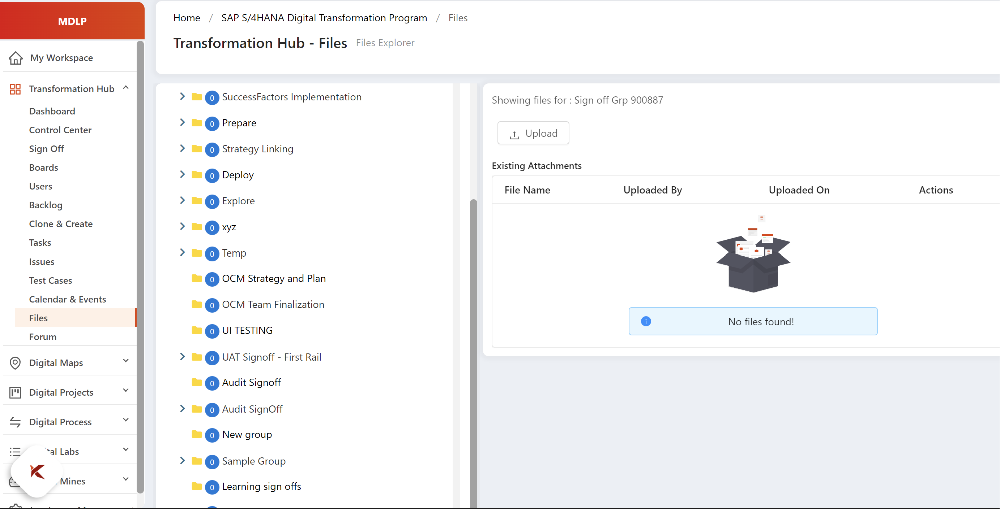 MDLP
My Workspace
Transformation Hub
Dashboard
Control Center
Sign Off
Boards
Users
Backlog
Clone & Create
Tasks
Issues
Test Cases
Calendar & Events
Files
Forum
Digital Maps
Digital Projects
Digital Process
Labs
Mines
Home / SAP S/4HANA Digital Transformation Program / Files
Transformation Hub - Files Files Explorer
0 SuccessFactors Implementation
0 Prepare
0 Strategy Linking
0 Deploy
0 Explore
0 xyz
0 Temp
0 OCM Strategy and Plan
0 OCM Team Finalization
0 UI TESTING
0 UAT Signoff - First Rail
0 Audit Signoff
0 Audit SignOff
0 New group
0 Sample Group
0 Learning sign offs
Showing files for : Sign off Grp 900887
Upload
Existing Attachments
File Name Uploaded By Uploaded On Actions
No files found!